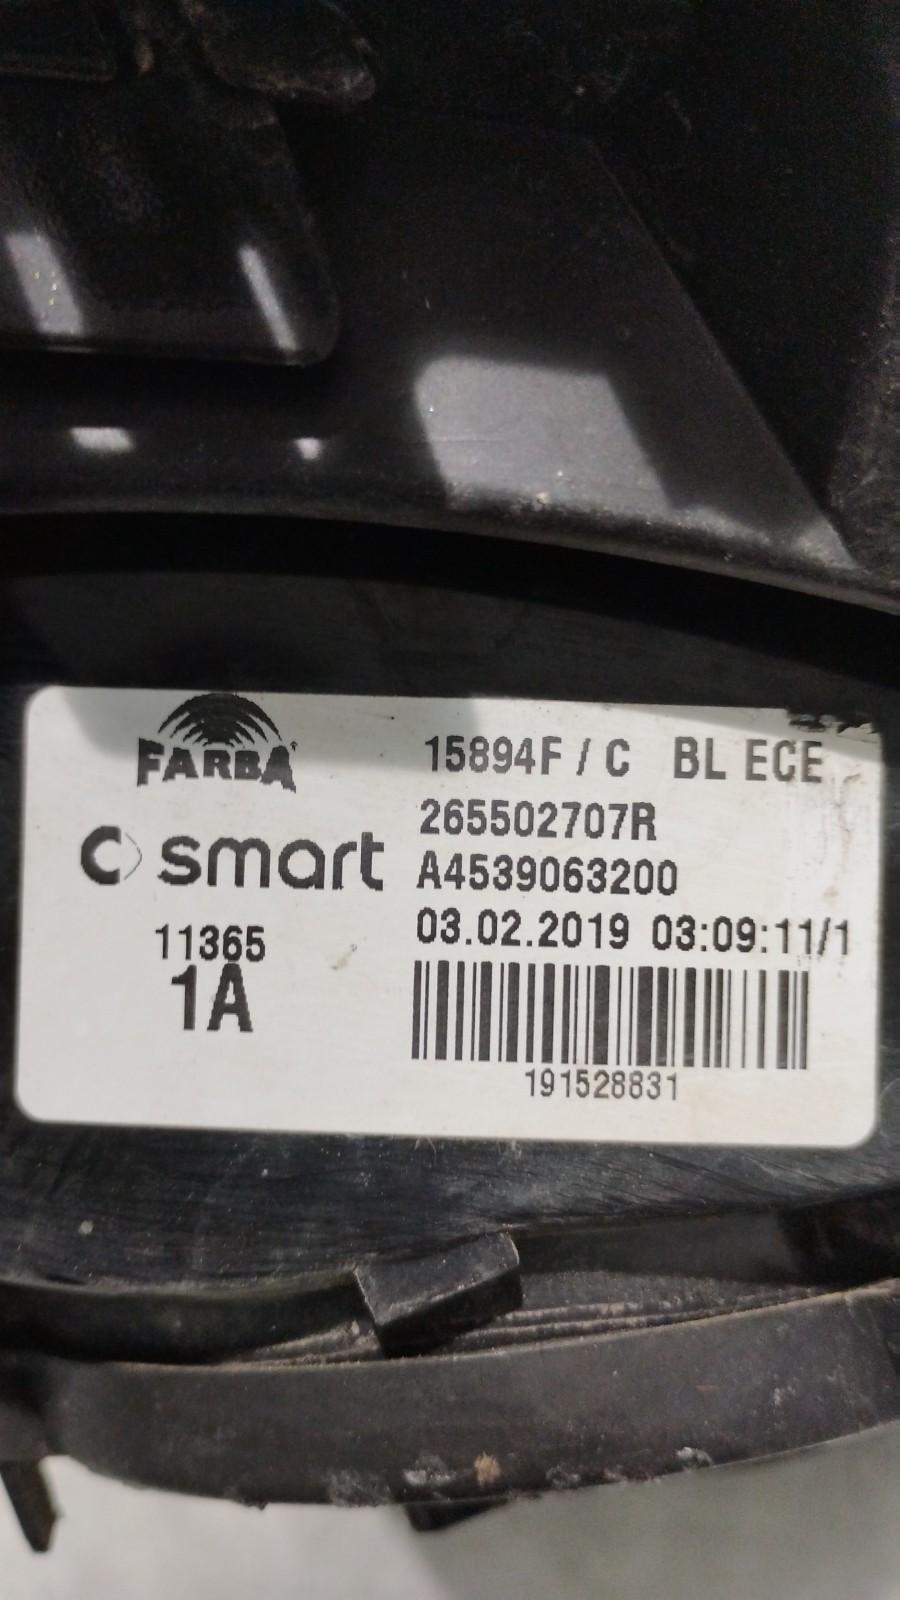 FARBA
smart
11365
1A
15894F / C BL ECE
265502707R
A4539063200
03.02.2019 03:09:11/1
191528831